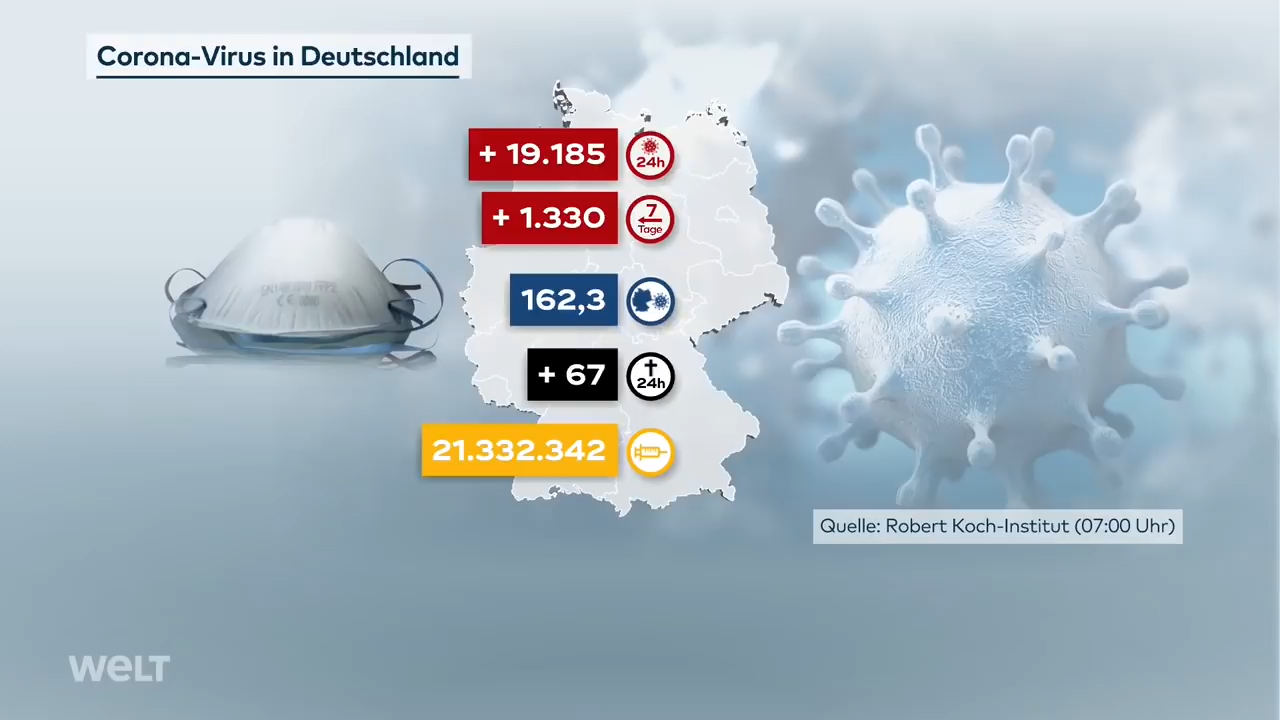 Corona-Virus in Deutschland
+ 19.185
24h
+ 1.330
7
Tage
162,3
+ 67
24h
21.332.342
Quelle: Robert Koch-Institut (07:00 Uhr)
WELT